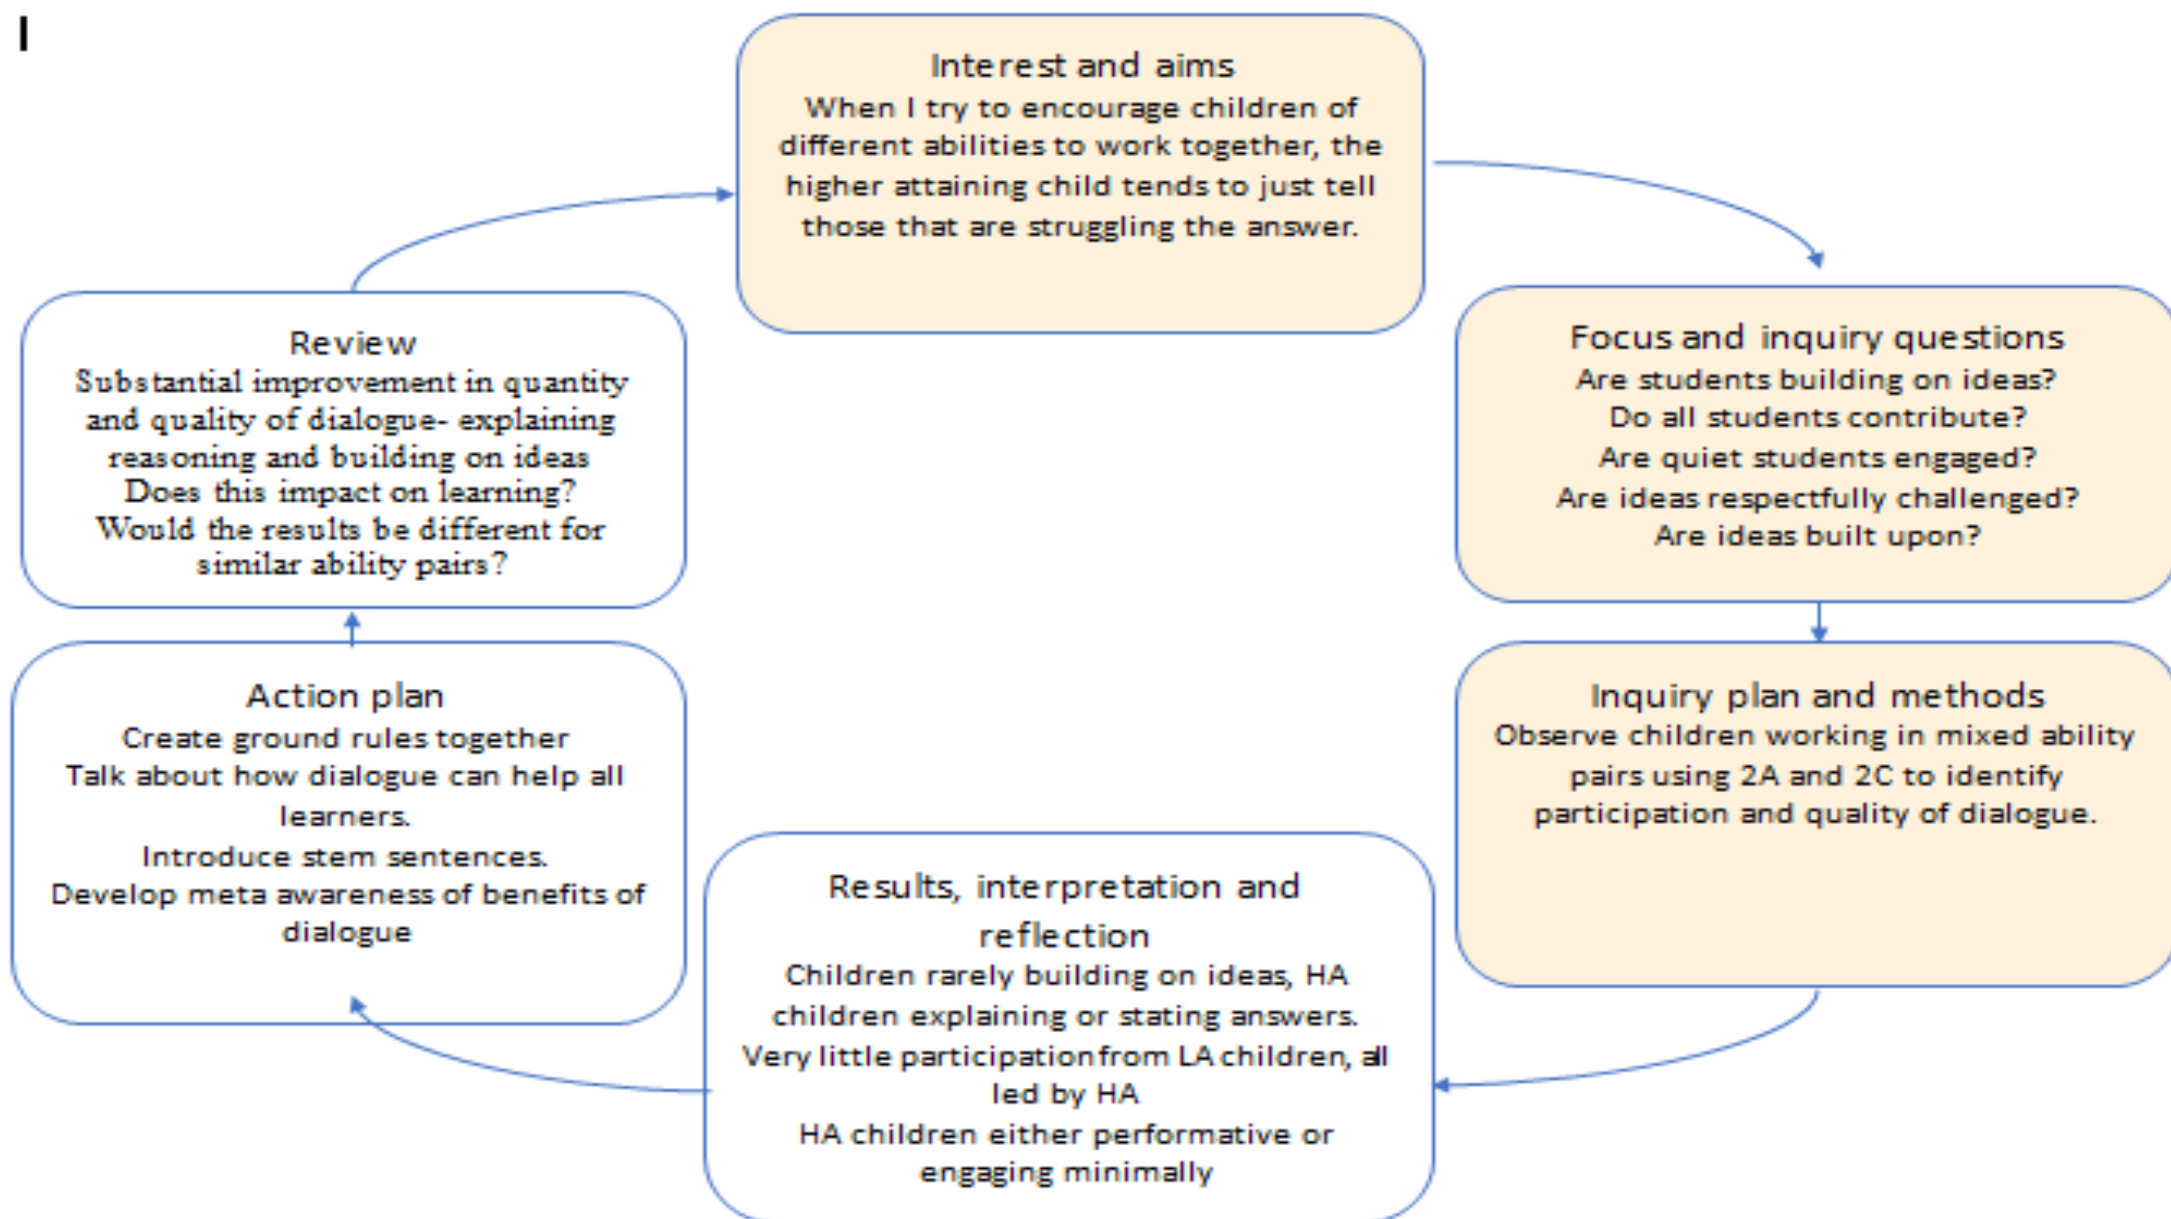 I
Interest and aims
When I try to encourage children of
different abilities to work together, the
higher attaining child tends to just tell
those that are struggling the answer.
Focus and inquiry questions
Are students building on ideas?
Do all students contribute?
Are quiet students engaged?
Are ideas respectfully challenged?
Are ideas built upon?
Inquiry plan and methods
Observe children working in mixed ability
pairs using 2A and 2C to identify
participation and quality of dialogue.
Results, interpretation and
reflection
Children rarely building on ideas, HA
children explaining or stating answers.
Very little participation from LA children, all
led by HA
HA children either performative or
engaging minimally
Action plan
Create ground rules together
Talk about how dialogue can help all
learners.
Introduce stem sentences.
Develop meta awareness of benefits of
dialogue
Review
Substantial improvement in quantity
and quality of dialogue- explaining
reasoning and building on ideas
Does this impact on learning?
Would the results be different for
similar ability pairs?